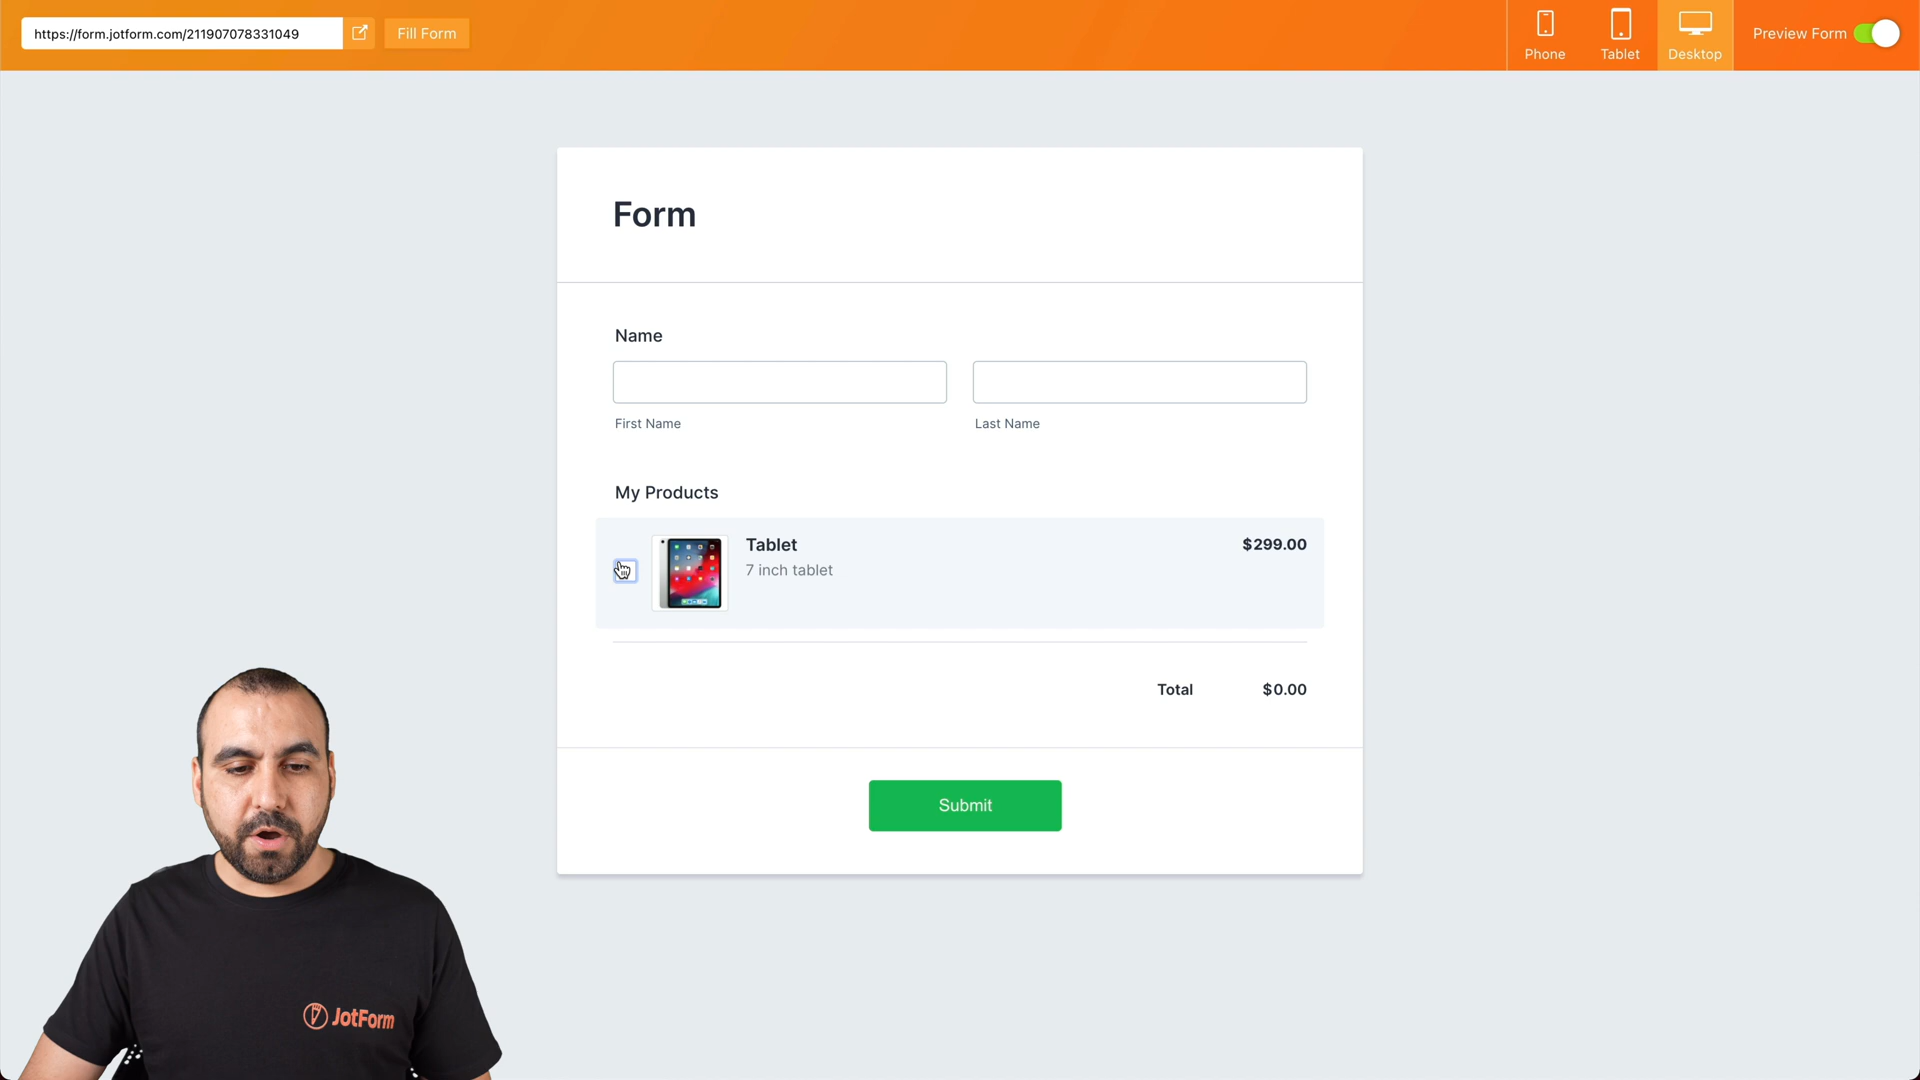 https://form.jotform.com/211907078331049
Fill Form
Phone
Tablet
Desktop
Preview Form
Form
Name
First Name
Last Name
My Products
Tablet
$299.00
7 inch tablet
Total
$0.00
Submit
JotForm